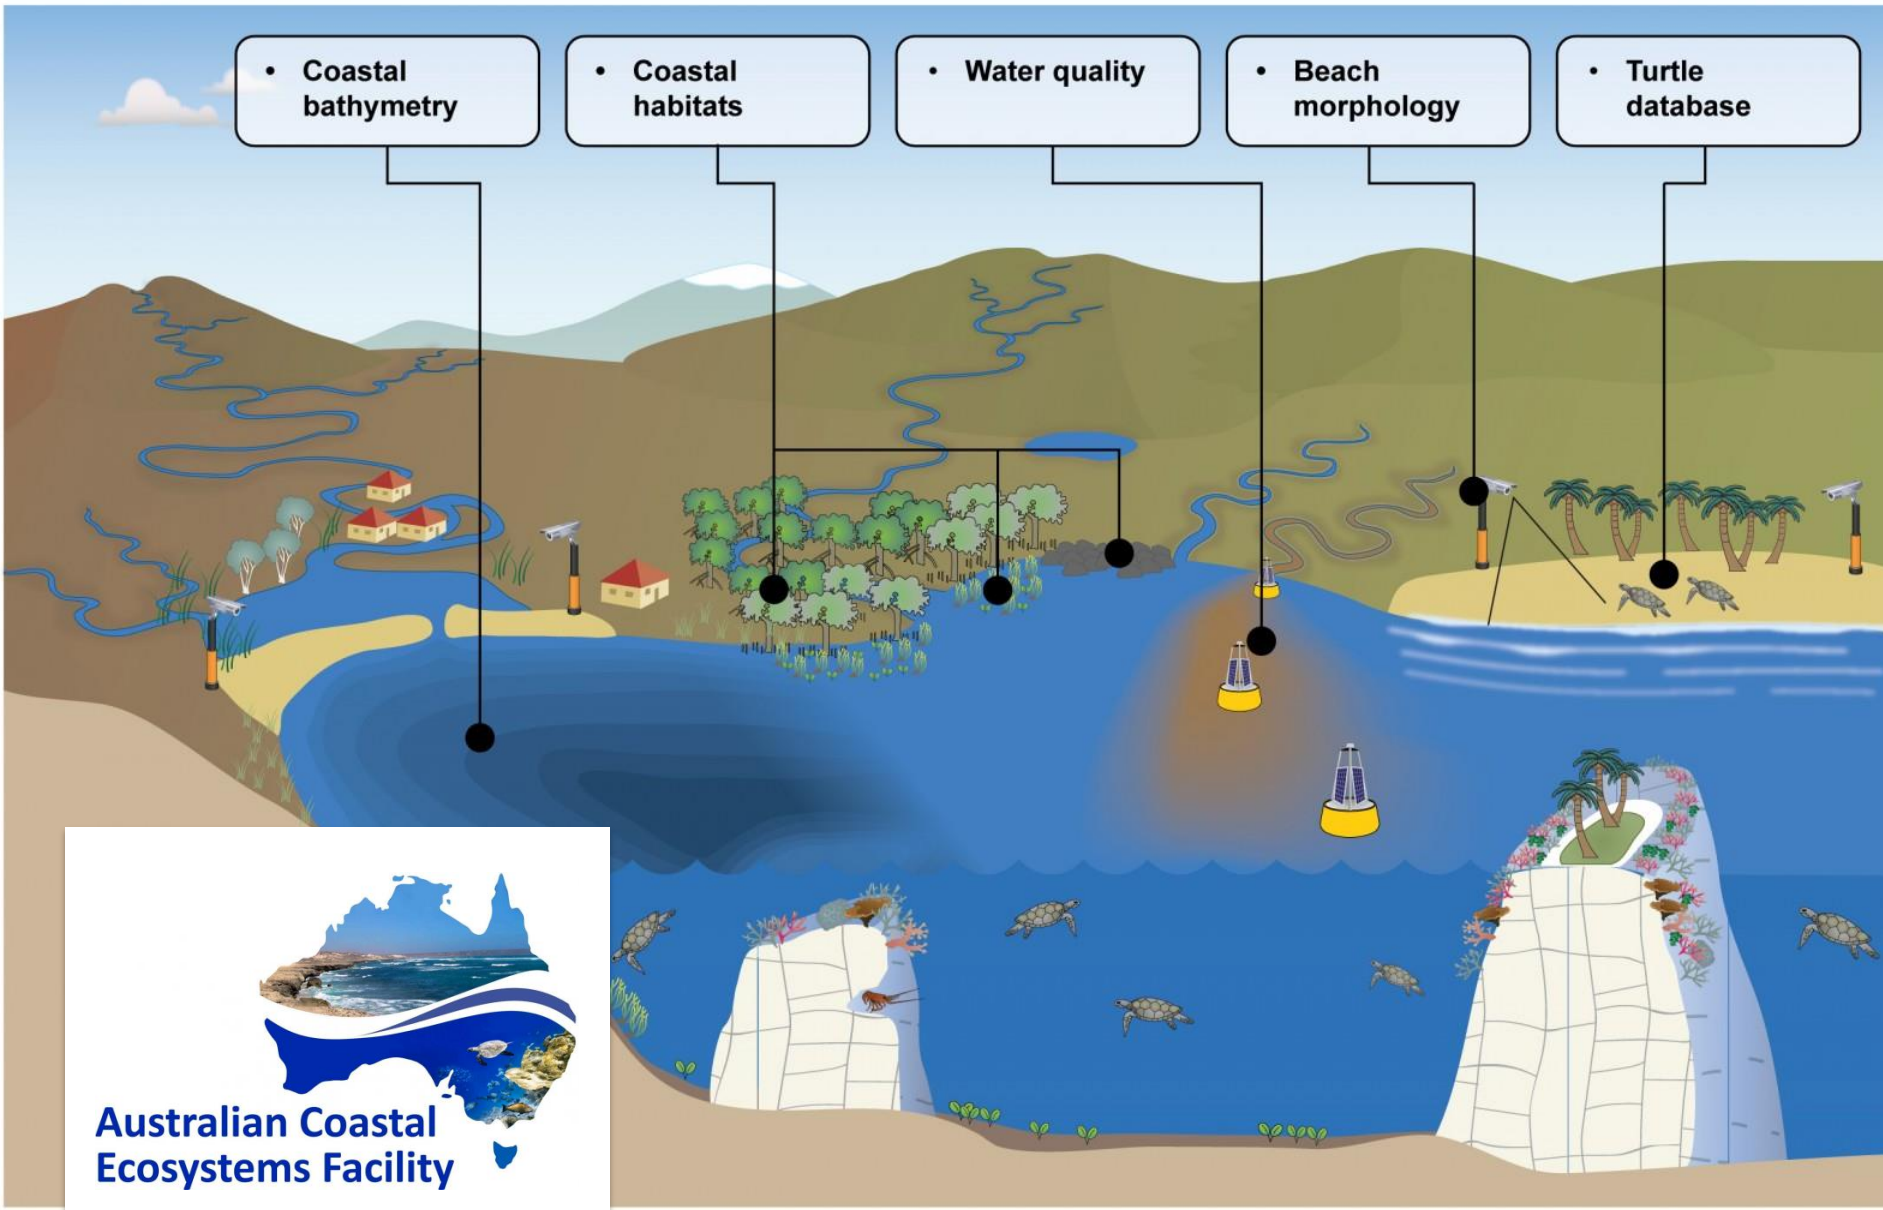 • Coastal
bathymetry
• Coastal
habitats
• Water quality
• Beach
morphology
• Turtle
database
Australian Coastal
Ecosystems Facility